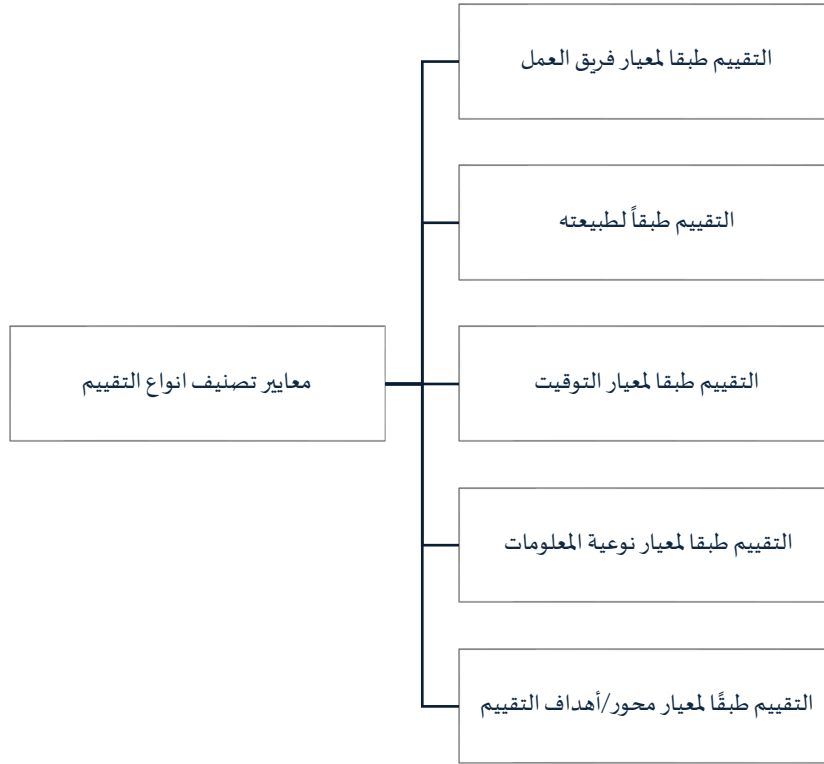 التقييم طبقا لمعيار فريق العمل
التقييم طبقاً لطبيعته
معايير تصنيف انواع التقييم
التقييم طبقا لمعيار التوقيت
التقييم طبقا لمعيار نوعية المعلومات
التقييم طبقًا لمعيار محور/أهداف التقييم